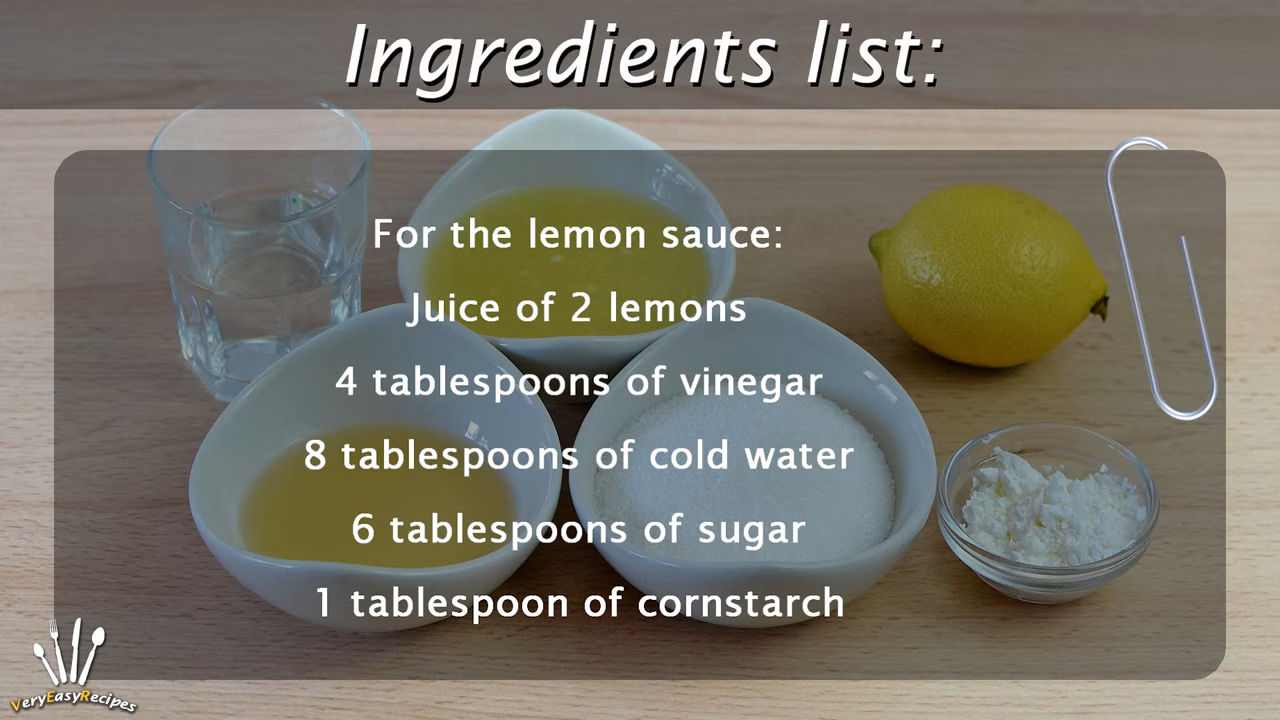 Ingredients list:
For the lemon sauce:
Juice of 2 lemons
4 tablespoons of vinegar
8 tablespoons of cold water
6 tablespoons of sugar
1 tablespoon of cornstarch
VeryEasyRecipes